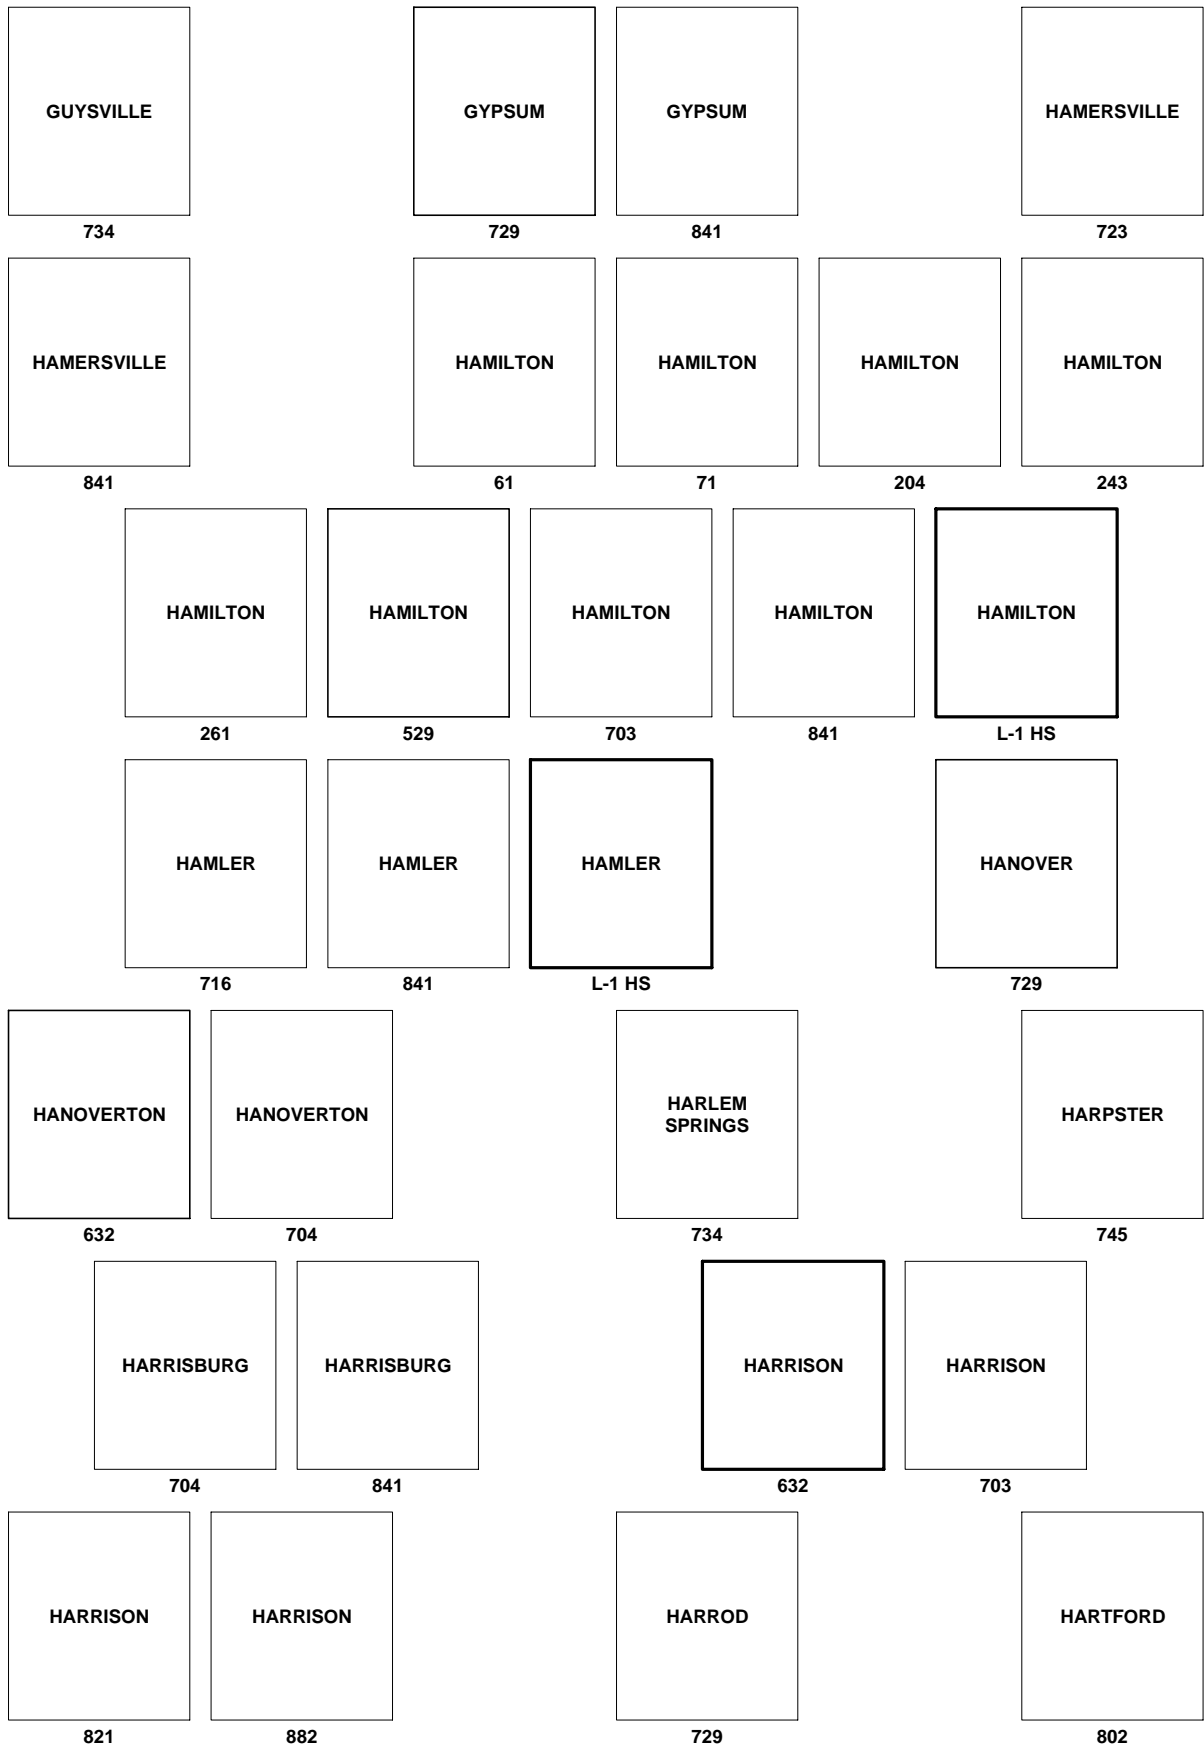 GUYSVILLE
GYPSUM
GYPSUM
HAMERSVILLE
734
729
841
723
HAMERSVILLE
HAMILTON
HAMILTON
HAMILTON
HAMILTON
841
61
71
204
243
HAMILTON
HAMILTON
HAMILTON
HAMILTON
HAMILTON
261
529
703
841
L-1 HS
HAMLER
HAMLER
HAMLER
HANOVER
716
841
L-1 HS
729
HANOVERTON
HANOVERTON
HARLEM
SPRINGS
HARPSTER
632
704
734
745
HARRISBURG
HARRISBURG
HARRISON
HARRISON
704
841
632
703
HARRISON
HARRISON
HARROD
HARTFORD
821
882
729
802